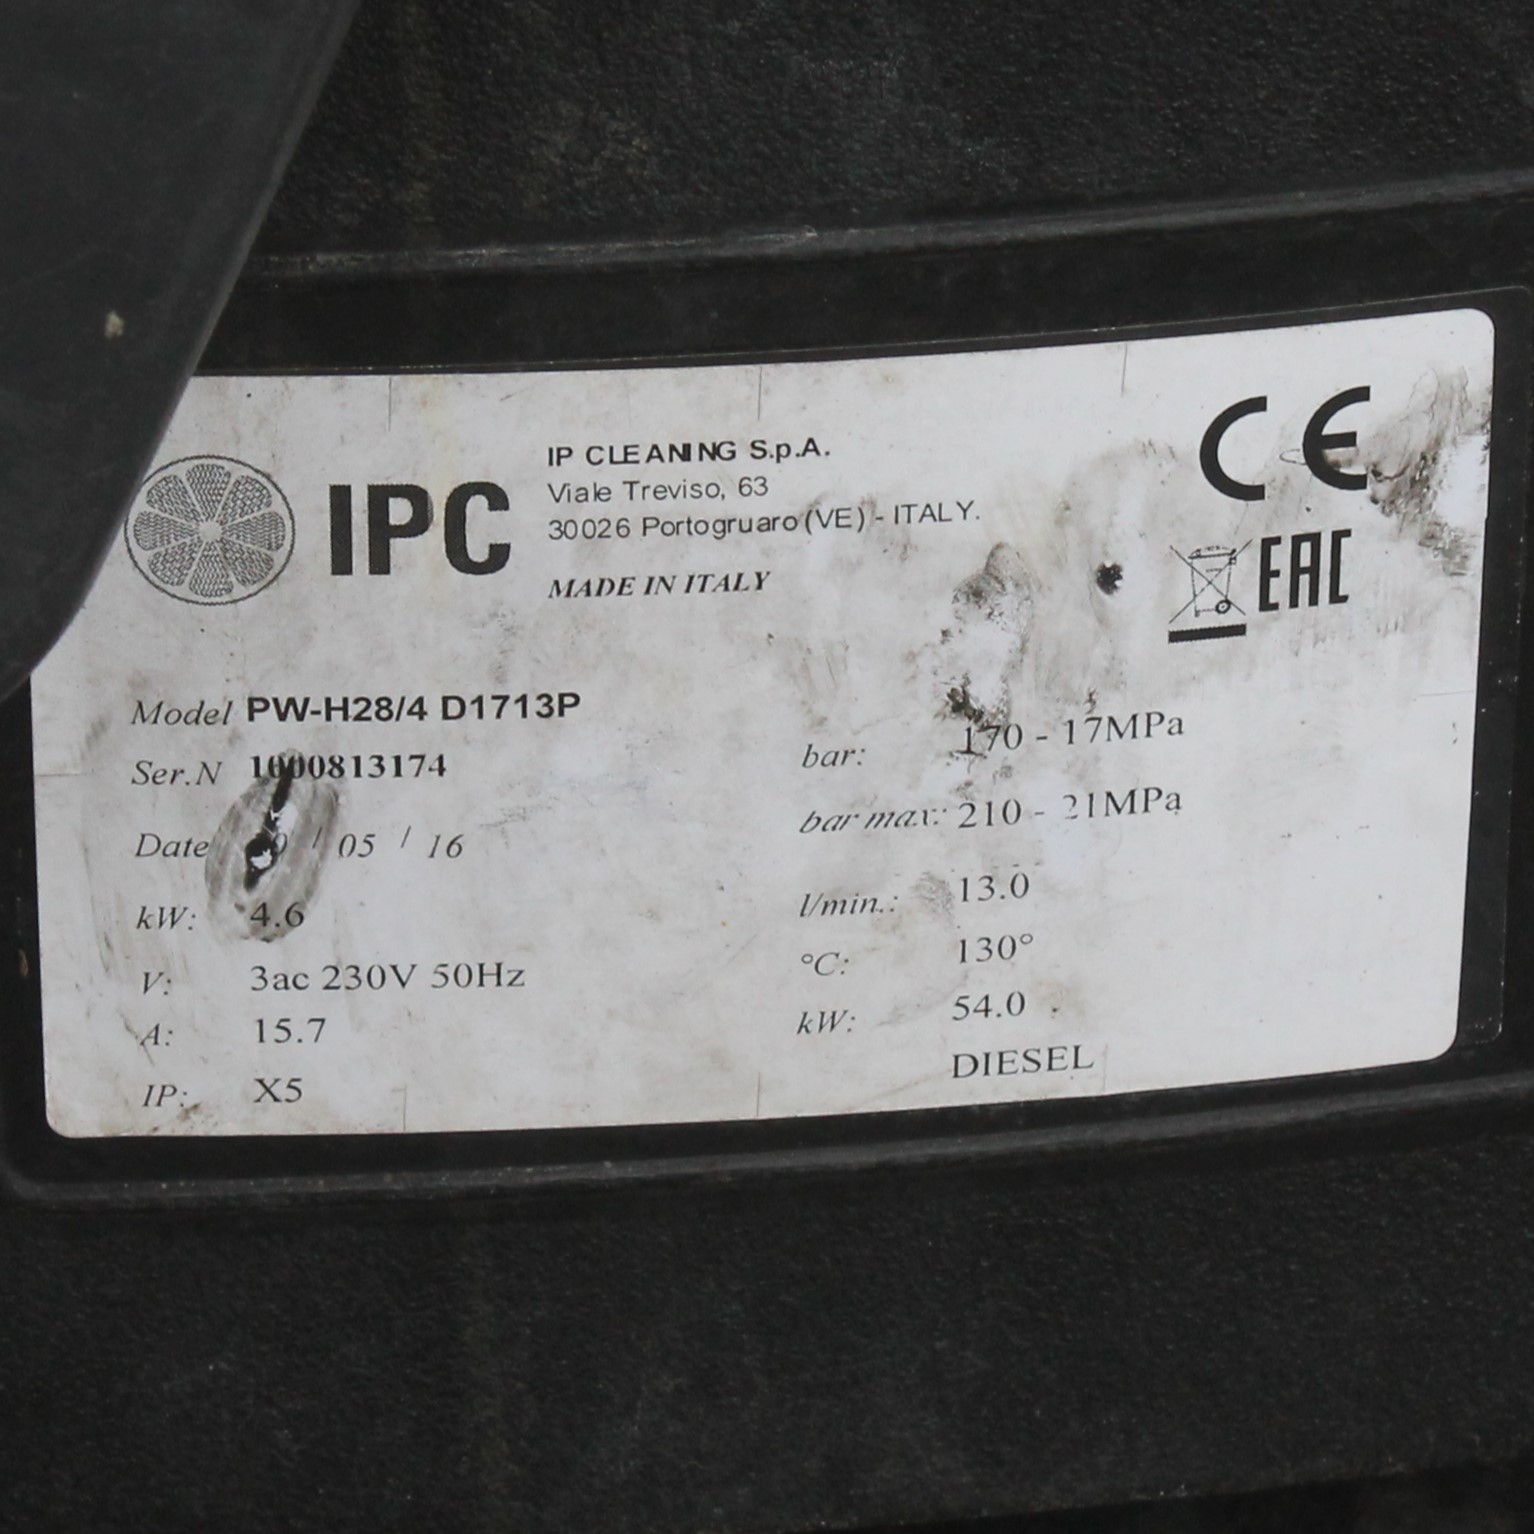 IPC
IP CLEANING S.p.A.
Viale Treviso, 63
30026 Portogruaro (VE) - ITALY.
MADE IN ITALY
CE
EAC
Model PW-H28/4 D1713P
Ser.N 1000813174
Date / 05 / 16
kW: 4.6
V: 3ac 230V 50Hz
A: 15.7
IP: X5
bar: 170 - 17MPa
bar max: 210 - 21MPa
l/min.: 13.0
°C: 130°
kW: 54.0
DIESEL